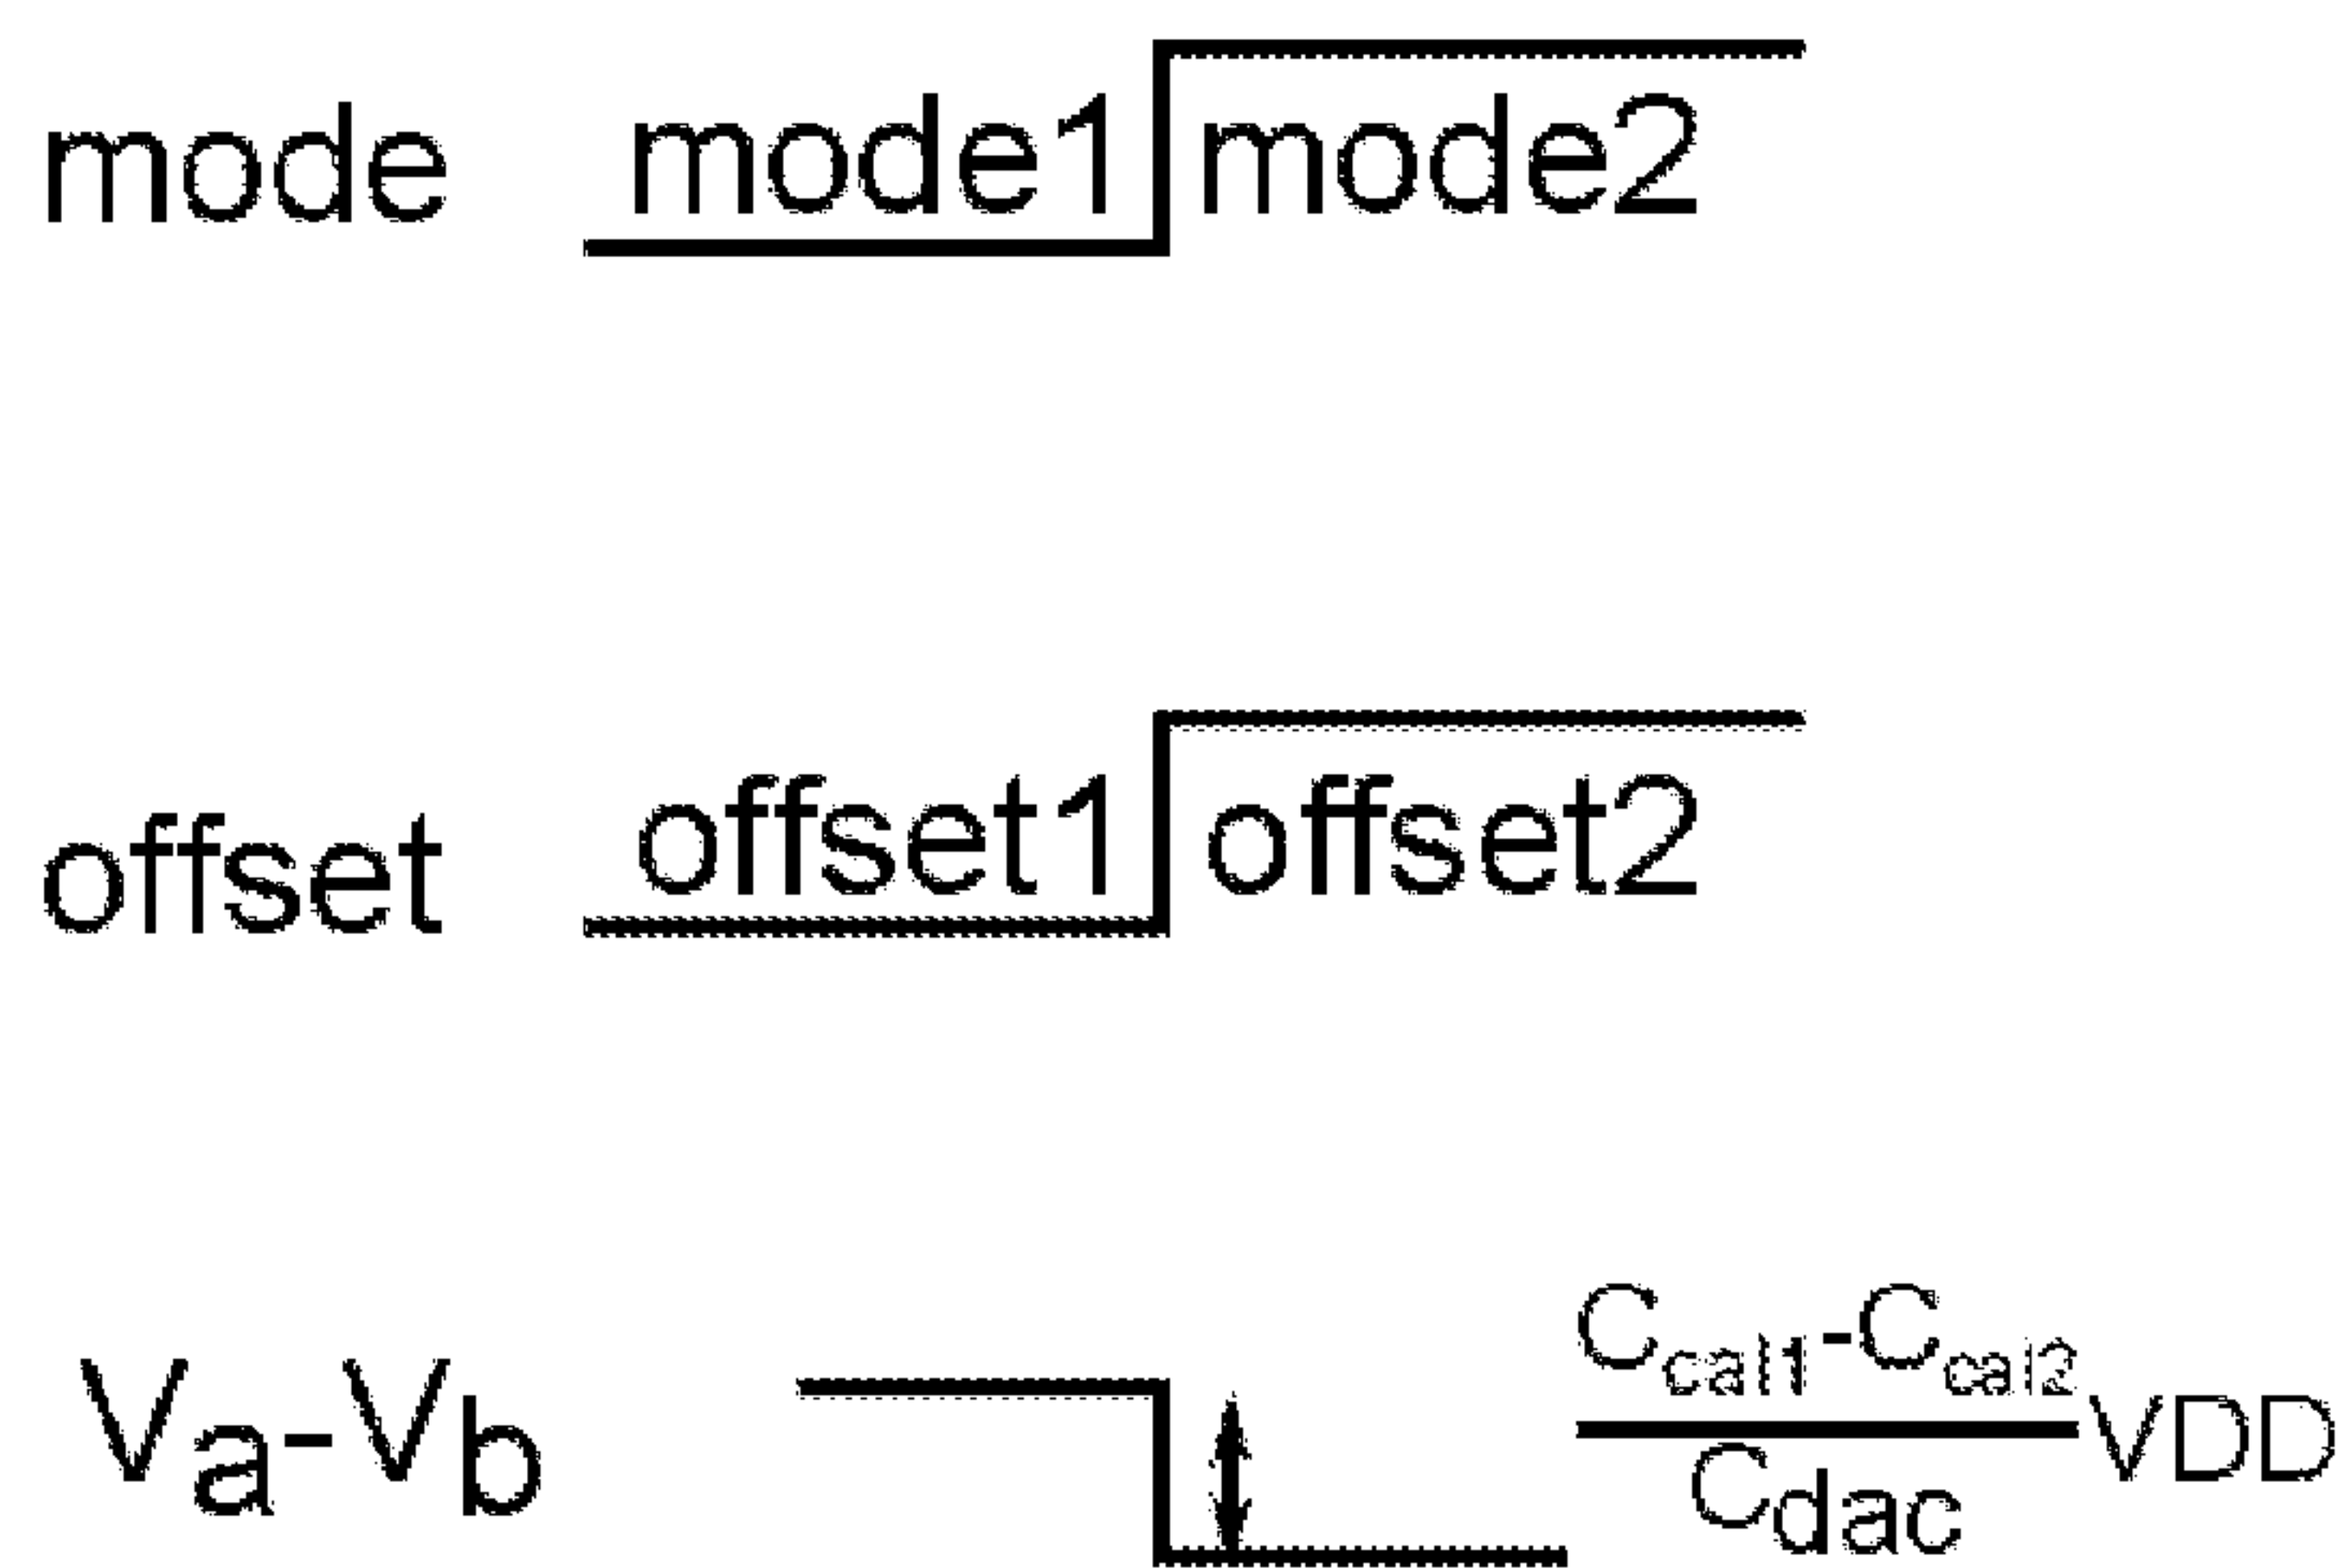 mode mode1 mode2
offset offset1 offset2
Va-Vb
Ccal1-Ccal2
Cdac
VDD